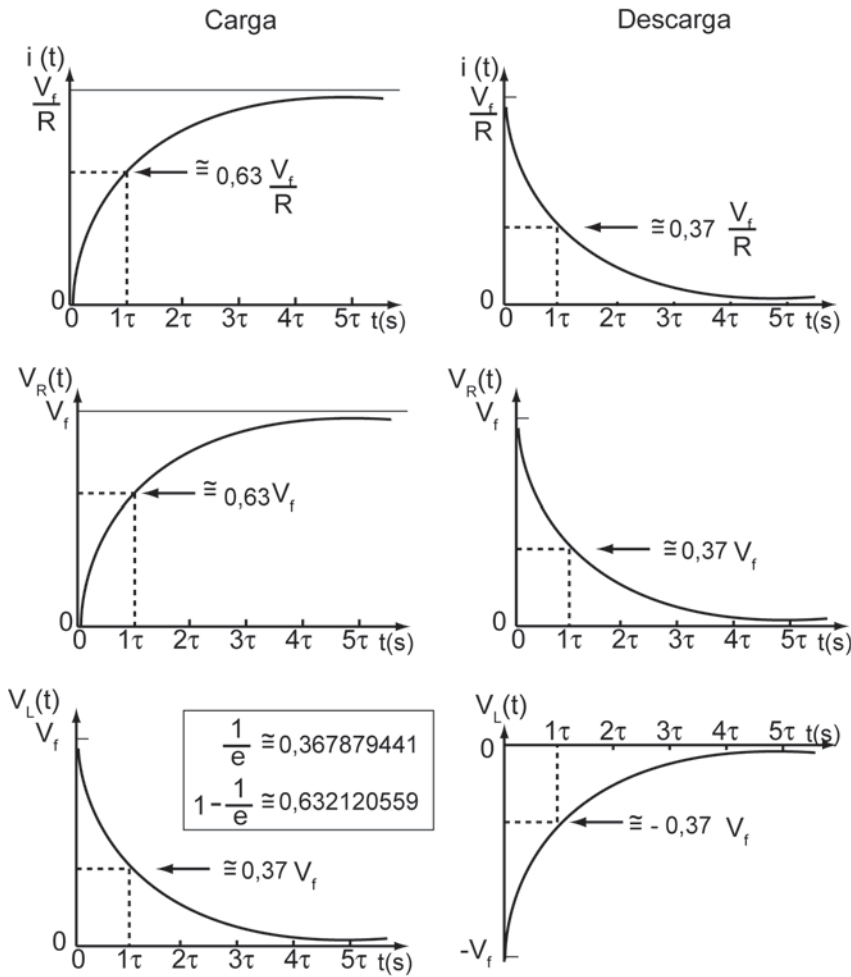 Carga
i (t)
V_f/R
≅ 0,63 V_f/R
0
0 1τ 2τ 3τ 4τ 5τ t(s)
Descarga
i (t)
V_f/R
≅ 0,37 V_f/R
0
0 1τ 2τ 3τ 4τ 5τ t(s)
V_R(t)
V_f
≅ 0,63 V_f
0
0 1τ 2τ 3τ 4τ 5τ t(s)
V_R(t)
V_f
≅ 0,37 V_f
0
0 1τ 2τ 3τ 4τ 5τ t(s)
V_L(t)
V_f
1/e ≅ 0,367879441
1 - 1/e ≅ 0,632120559
≅ 0,37 V_f
0
0 1τ 2τ 3τ 4τ 5τ t(s)
V_L(t)
1τ 2τ 3τ 4τ 5τ t(s)
0
≅ - 0,37 V_f
-V_f